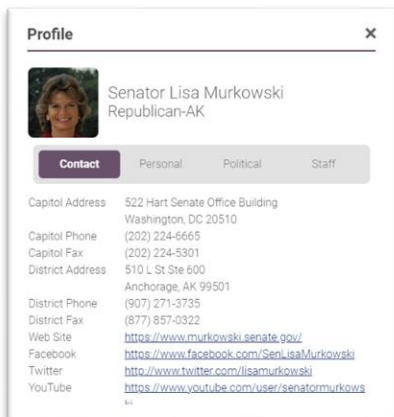 Profile
×
Senator Lisa Murkowski
Republican-AK
Contact Personal Political Staff
Capitol Address 522 Hart Senate Office Building
Washington, DC 20510
Capitol Phone (202) 224-6665
Capitol Fax (202) 224-5301
District Address 510 L St Ste 600
Anchorage, AK 99501
District Phone (907) 271-3735
District Fax (877) 857-0322
Web Site https://www.murkowski.senate.gov/
Facebook https://www.facebook.com/SenLisaMurkowski
Twitter http://www.twitter.com/lisamurkowski
YouTube https://www.youtube.com/user/senatormurkows
ki